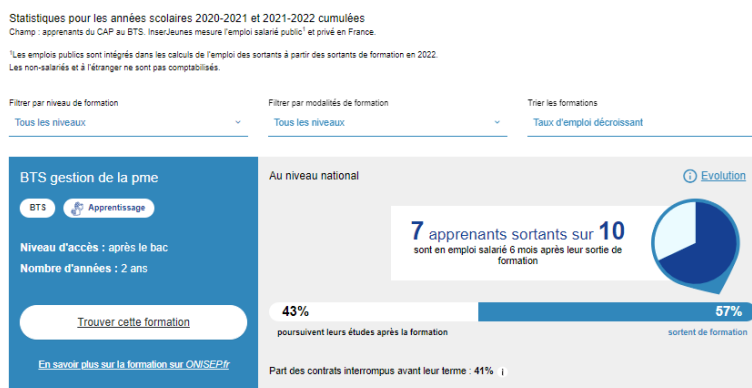 Statistiques pour les années scolaires 2020-2021 et 2021-2022 cumulées
Champ : apprenants du CAP au BTS. InserJeunes mesure l'emploi salarié public¹ et privé en France.
¹Les emplois publics sont intégrés dans les calculs de l'emploi des sortants à partir des sortants de formation en 2022.
Les non-salariés et à l'étranger ne sont pas comptabilisés.
Filtrer par niveau de formation
Tous les niveaux
Filtrer par modalités de formation
Tous les niveaux
Trier les formations
Taux d'emploi décroissant
BTS gestion de la pme
BTS
Apprentissage
Niveau d'accès : après le bac
Nombre d'années : 2 ans
Trouver cette formation
En savoir plus sur la formation sur ONISEP.fr
Au niveau national
Evolution
7 apprenants sortants sur 10
sont en emploi salarié 6 mois après leur sortie de
formation
43%
57%
poursuivent leurs études après la formation
sortent de formation
Part des contrats interrompus avant leur terme : 41% i